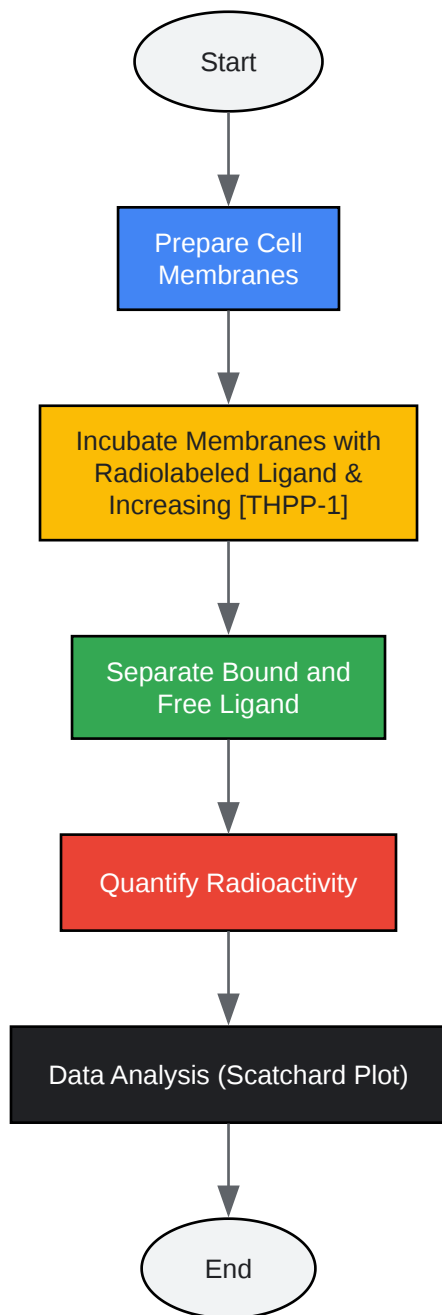 Start
Prepare Cell
Membranes
Incubate Membranes with
Radiolabeled Ligand &
Increasing [THPP-1]
Separate Bound and
Free Ligand
Quantify Radioactivity
Data Analysis (Scatchard Plot)
End